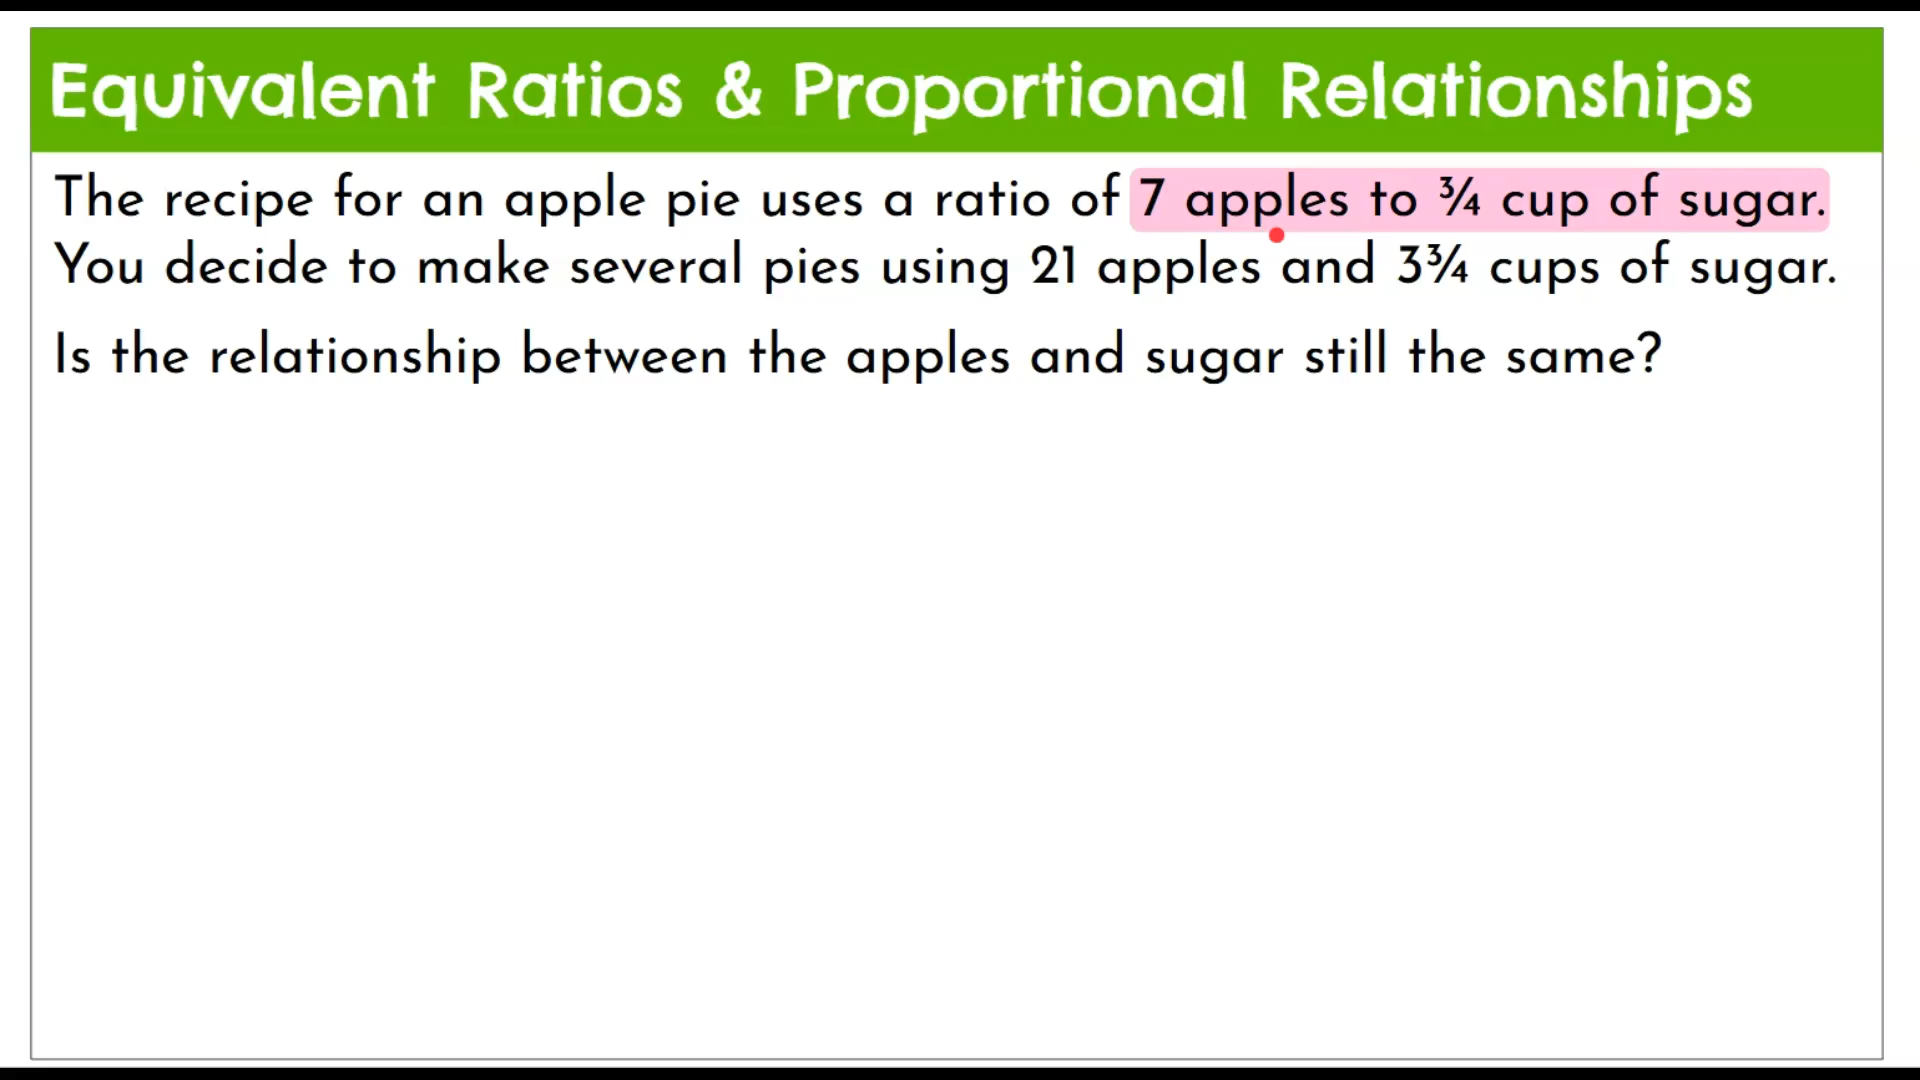 Equivalent Ratios & Proportional Relationships
The recipe for an apple pie uses a ratio of 7 apples to ¾ cup of sugar.
You decide to make several pies using 21 apples and 3¾ cups of sugar.
Is the relationship between the apples and sugar still the same?